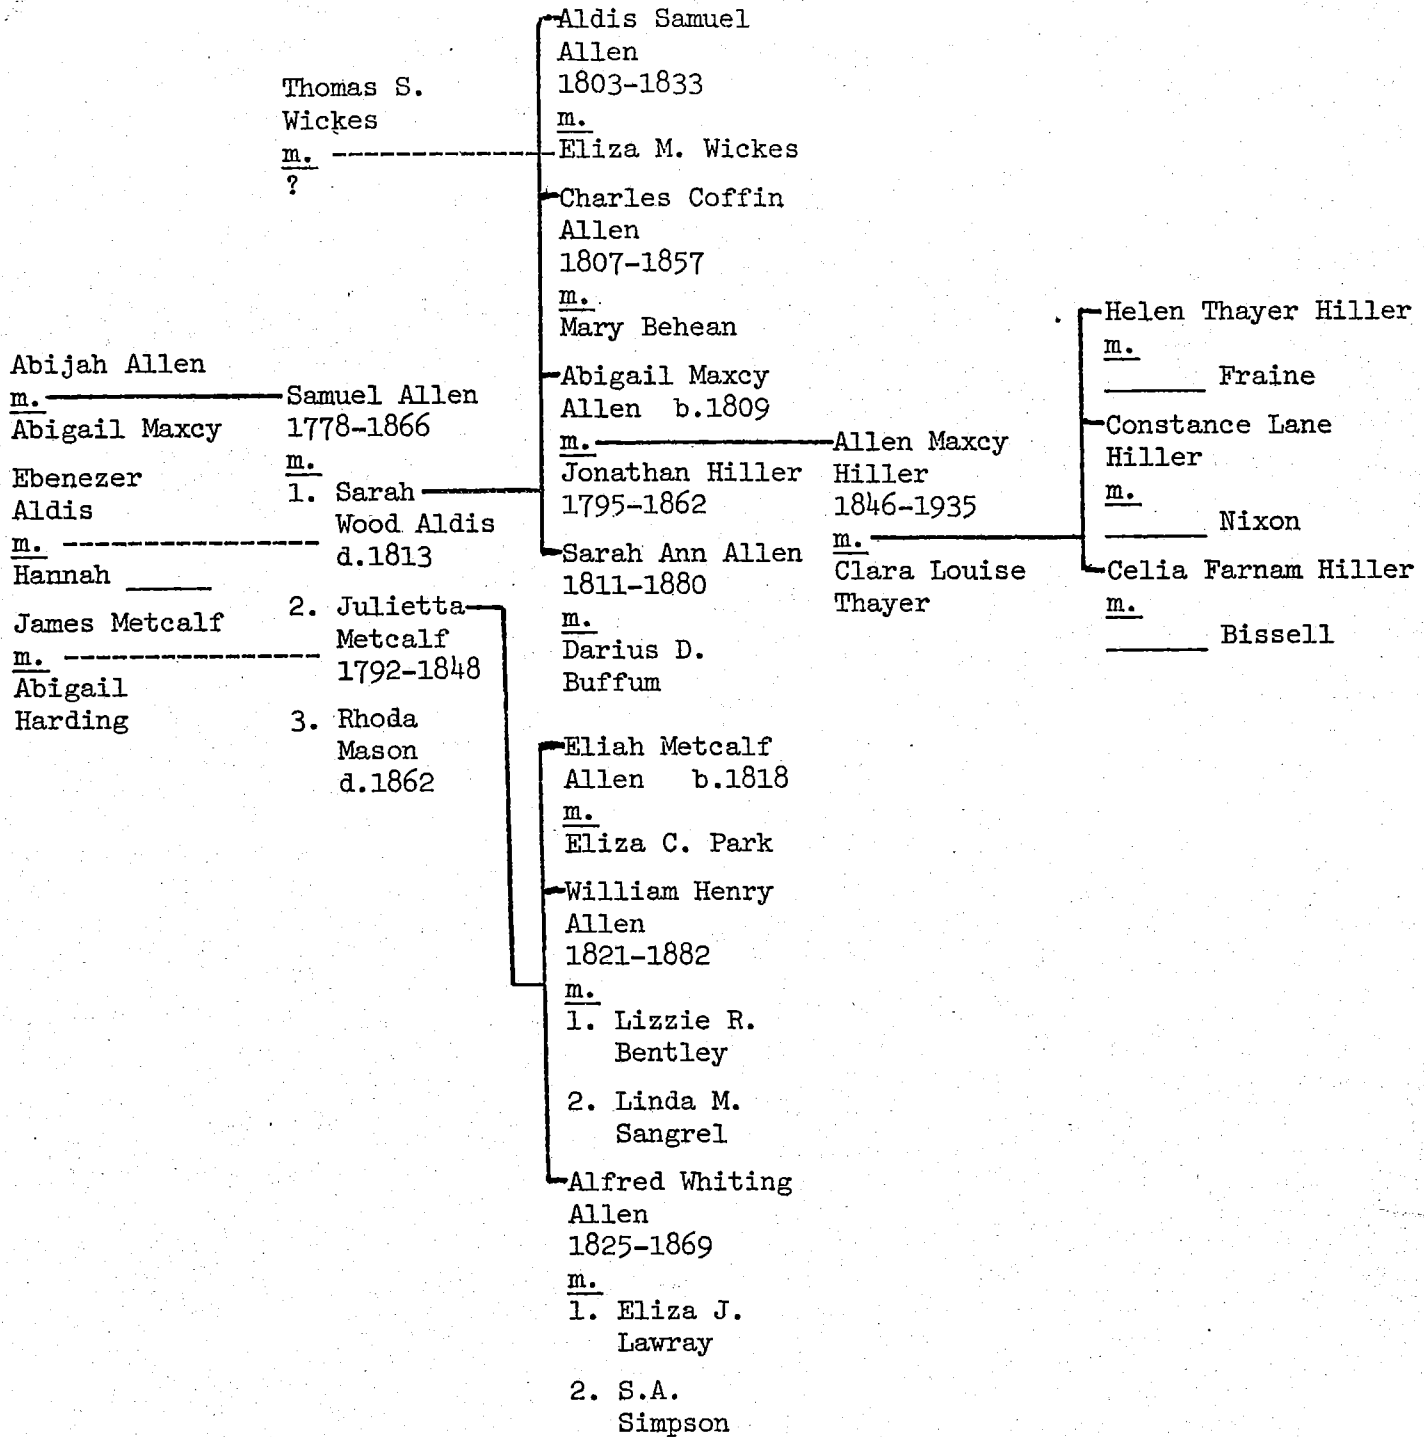 Abijah Allen
m.
Abigail Maxcy
Ebenezer
Aldis
m.
Hannah ______
James Metcalf
m.
Abigail
Harding
Thomas S.
Wickes
m.
?
Samuel Allen
1778-1866
m.
1. Sarah
Wood Aldis
d.1813
2. Julietta
Metcalf
1792-1848
3. Rhoda
Mason
d.1862
Aldis Samuel
Allen
1803-1833
m.
Eliza M. Wickes
Charles Coffin
Allen
1807-1857
m.
Mary Behean
Abigail Maxcy
Allen b.1809
m.
Jonathan Hiller
1795-1862
Sarah Ann Allen
1811-1880
m.
Darius D.
Buffum
Eliah Metcalf
Allen b.1818
m.
Eliza C. Park
William Henry
Allen
1821-1882
m.
1. Lizzie R.
Bentley
2. Linda M.
Sangrel
Alfred Whiting
Allen
1825-1869
m.
1. Eliza J.
Lawray
2. S.A.
Simpson
Allen Maxcy
Hiller
1846-1935
m.
Clara Louise
Thayer
Helen Thayer Hiller
m.
______ Fraine
Constance Lane
Hiller
m.
______ Nixon
Celia Farnam Hiller
m.
______ Bissell